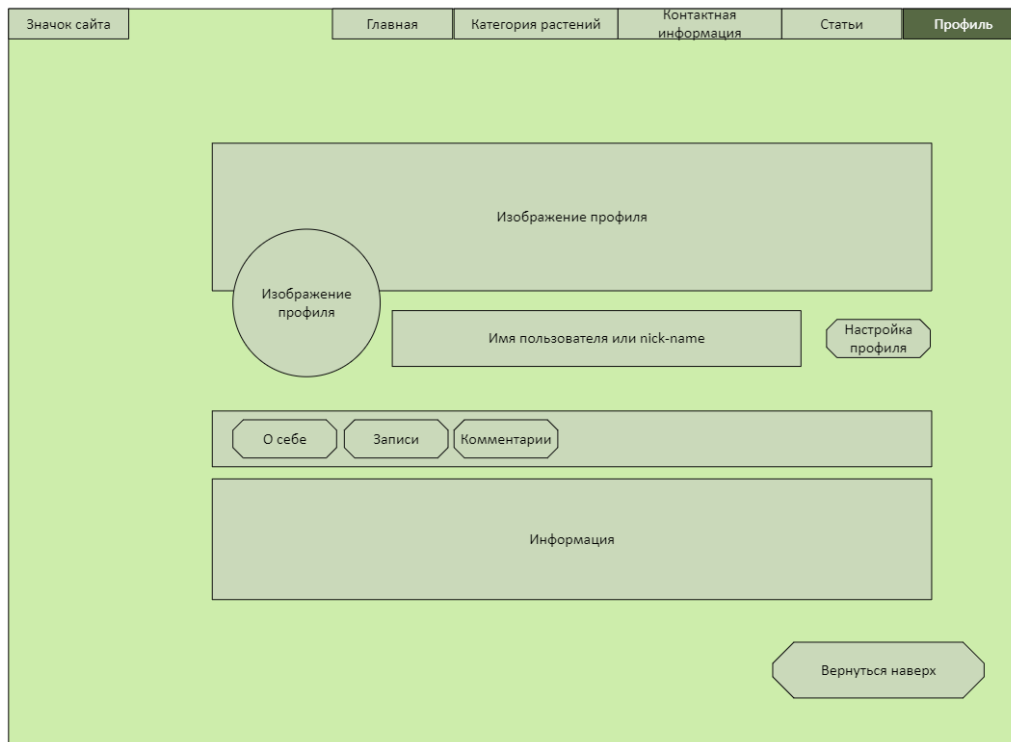 Значок сайта
Главная
Категория растений
Контактная
информация
Статьи
Профиль
Изображение профиля
Изображение
профиля
Имя пользователя или nick-name
Настройка
профиля
О себе
Записи
Комментарии
Информация
Вернуться наверх